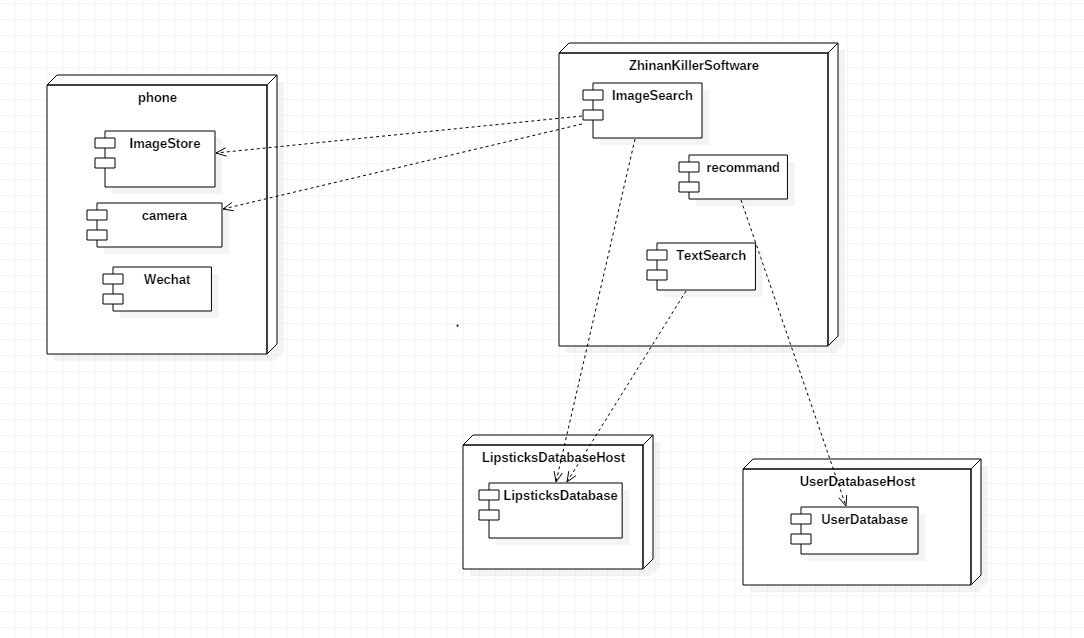 phone
ImageStore
camera
Wechat
ZhinanKillerSoftware
ImageSearch
recommand
TextSearch
LipsticksDatabaseHost
LipsticksDatabase
UserDatabaseHost
UserDatabase